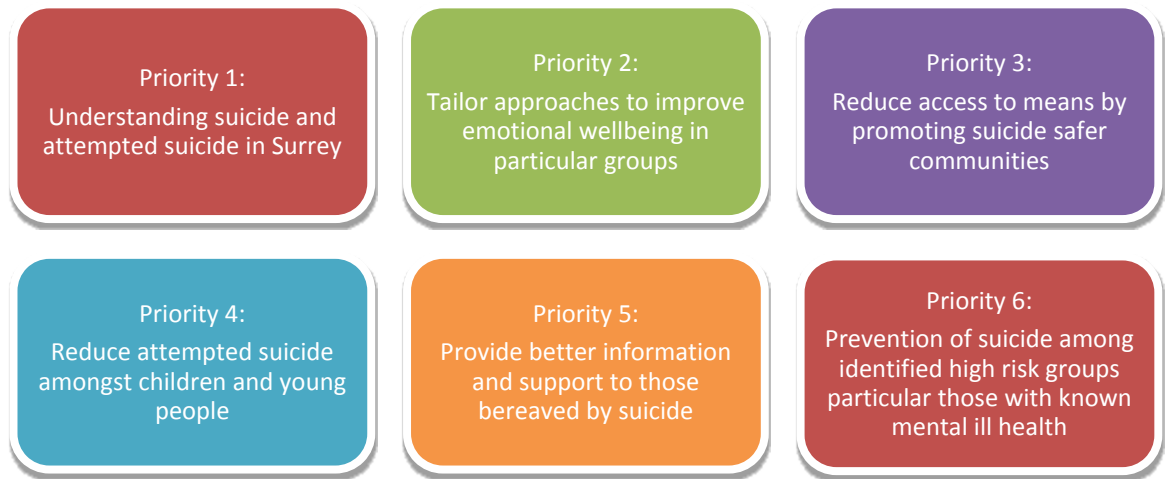 Priority 1:
Understanding suicide and
attempted suicide in Surrey
Priority 2:
Tailor approaches to improve
emotional wellbeing in
particular groups
Priority 3:
Reduce access to means by
promoting suicide safer
communities
Priority 4:
Reduce attempted suicide
amongst children and young
people
Priority 5:
Provide better information
and support to those
bereaved by suicide
Priority 6:
Prevention of suicide among
identified high risk groups
particular those with known
mental ill health